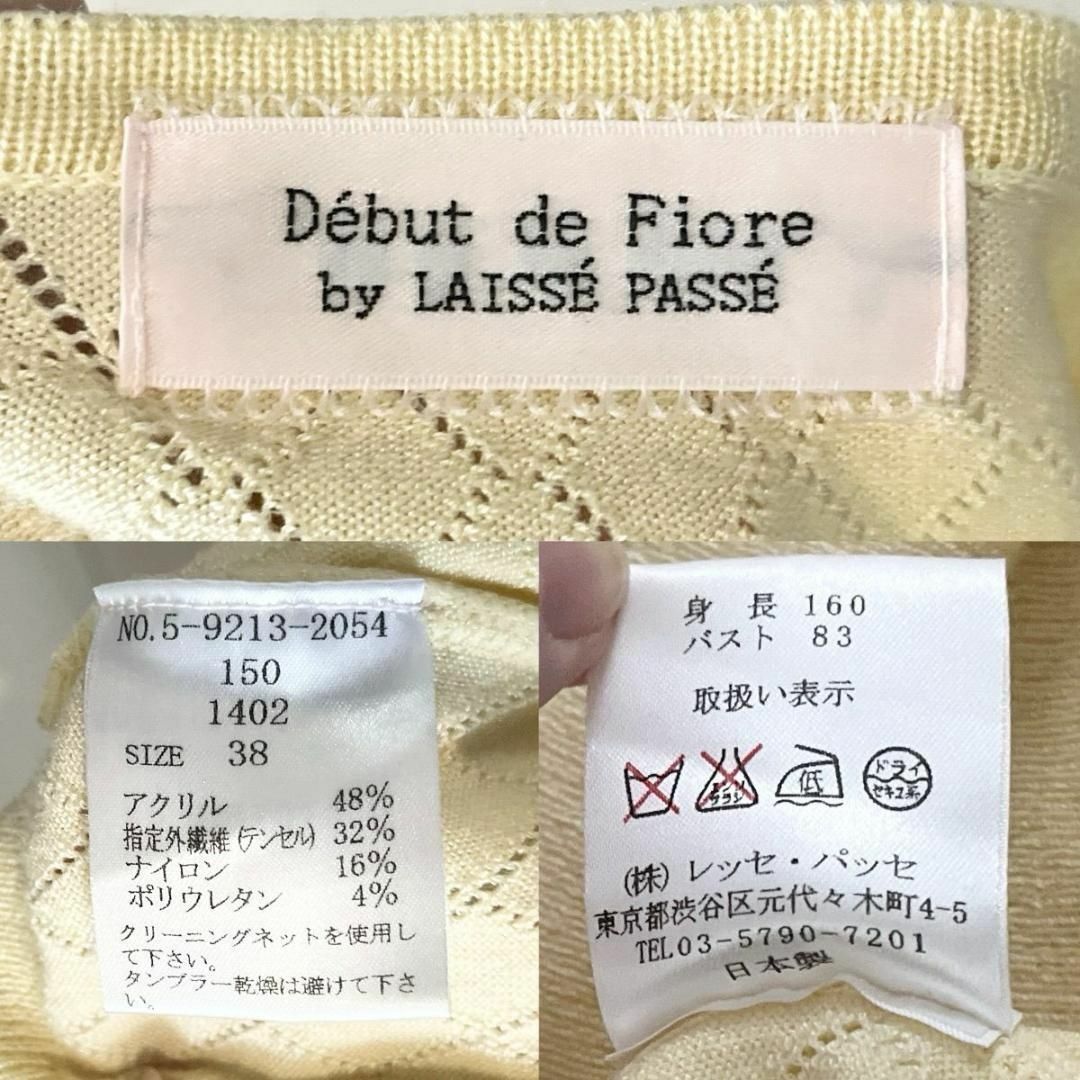 Début de Fiore
by LAISSÉ PASSÉ
NO.5-9213-2054
150
1402
SIZE 38
アクリル 48%
指定外繊維(テンセル) 32%
ナイロン 16%
ポリウレタン 4%
クリーニングネットを使用し
て下さい。
タンブラー乾燥は避けて下さ
い。
身長 160
バスト 83
取扱い表示
低
ドライ
セキユ系
(株)レッセ・パッセ
東京都渋谷区元代々木町4-5
TEL03-5790-7201
日本製